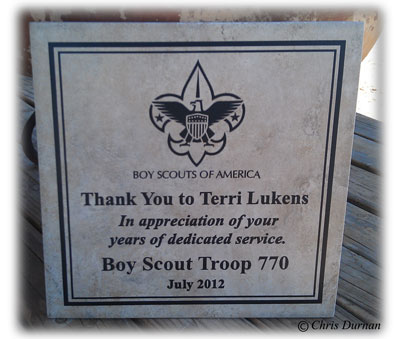 BOY SCOUTS OF AMERICA
Thank You to Terri Lukens
In appreciation of your
years of dedicated service.
Boy Scout Troop 770
July 2012
© Chris Durnan